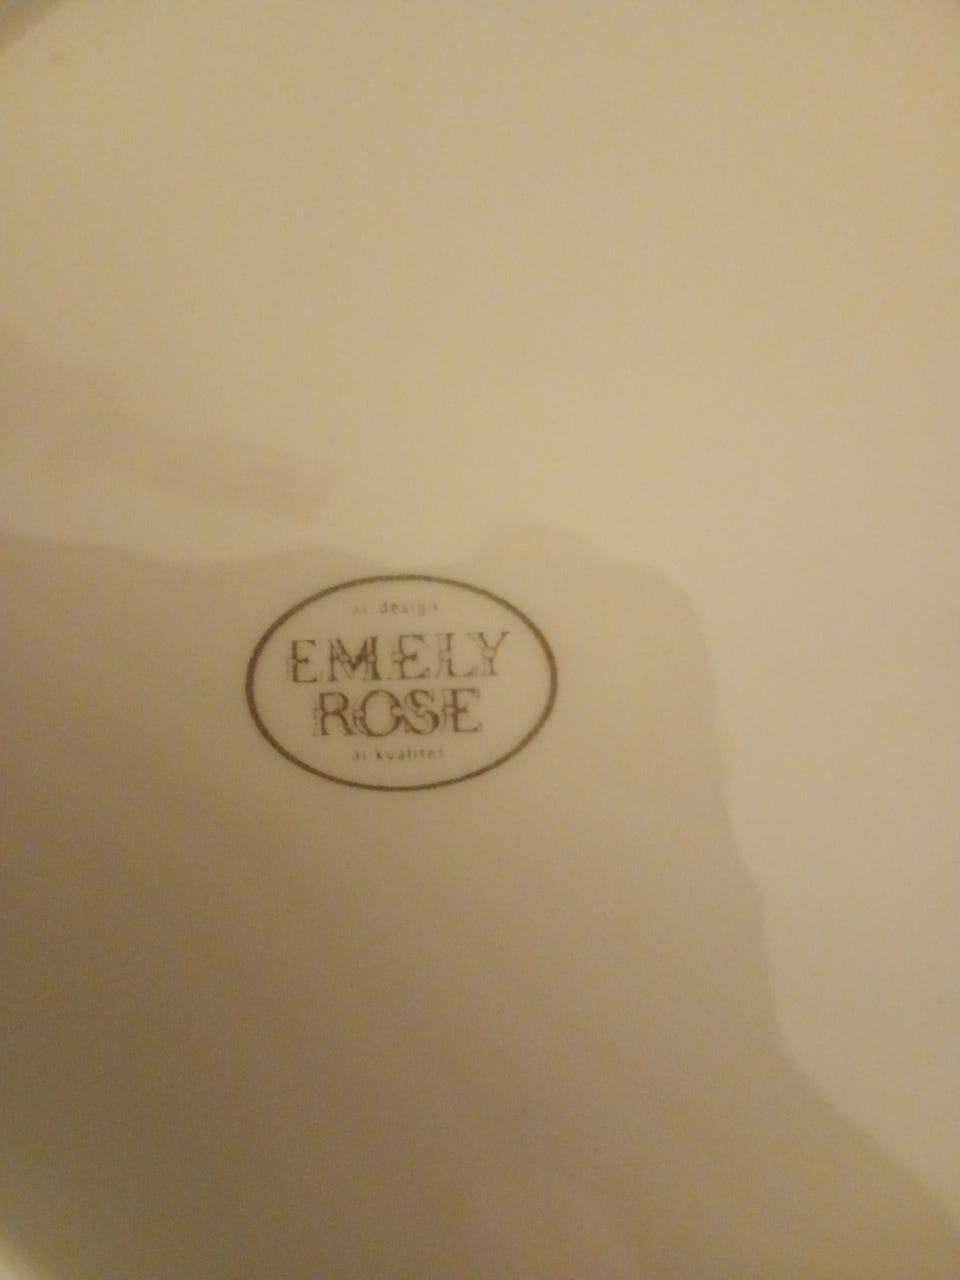 ai design
EMELY
ROSE
ai-kvalitet